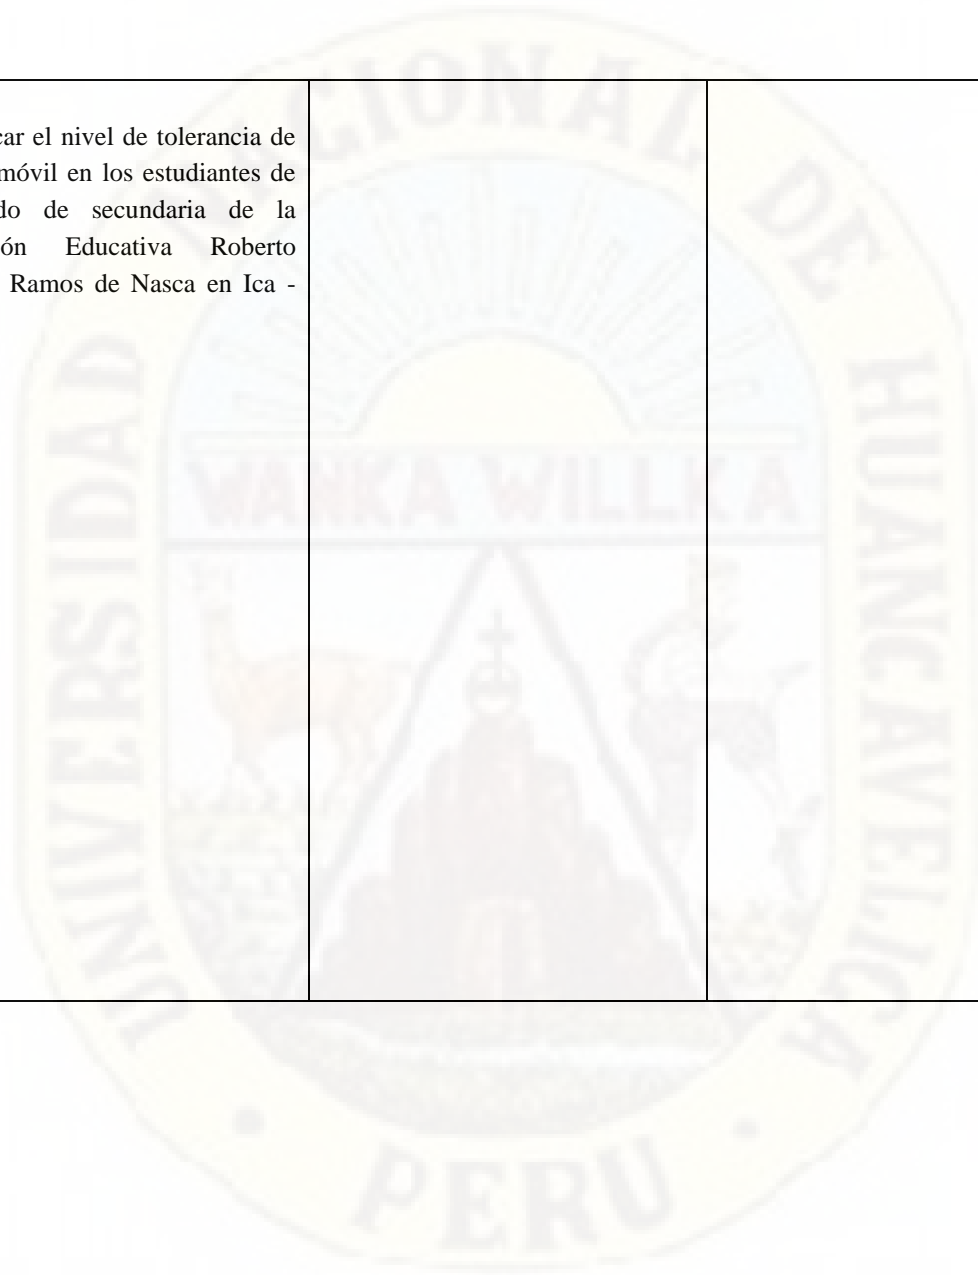 car el nivel de tolerancia de
móvil en los estudiantes de
do de secundaria de la
ón Educativa Roberto
Ramos de Nasca en Ica -
UNIVERSIDAD NACIONAL DE HUANCAVELICA
WANKA WILLKA
PERU